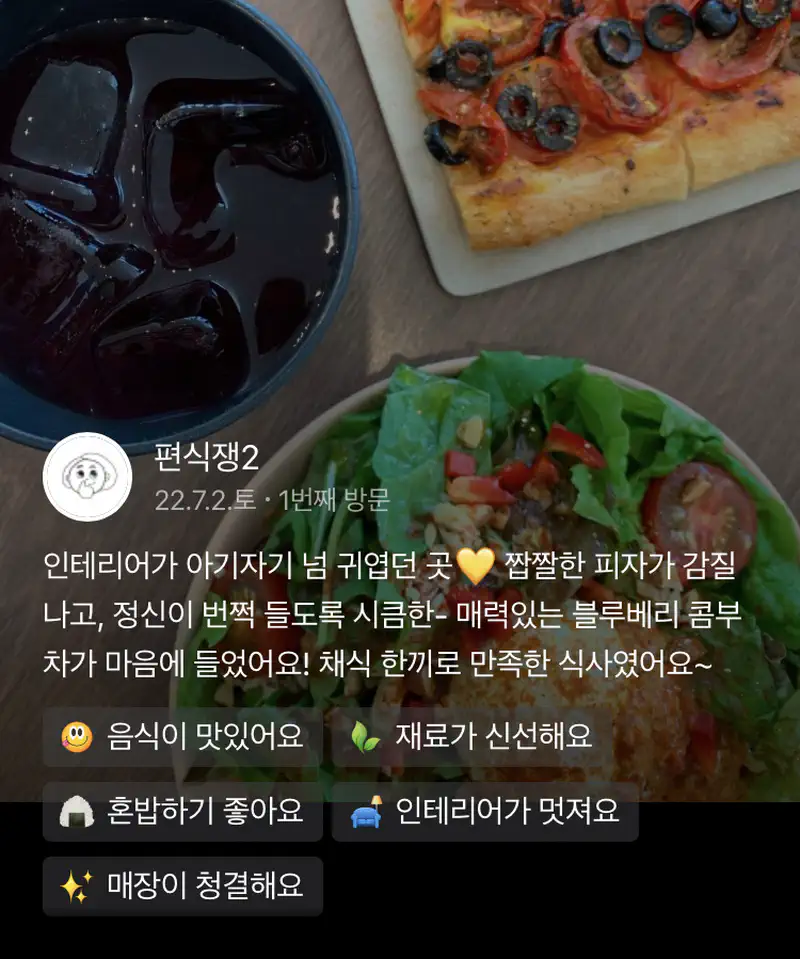 편식쟁2
22.7.2.토 · 1번째 방문
인테리어가 아기자기 넘 귀엽던 곳💛 짭짤한 피자가 감질
나고, 정신이 번쩍 들도록 시큼한- 매력있는 블루베리 콤부
차가 마음에 들었어요! 채식 한끼로 만족한 식사였어요~
😋 음식이 맛있어요 🌿 재료가 신선해요
🍙 혼밥하기 좋아요 🛋️ 인테리어가 멋져요
✨ 매장이 청결해요